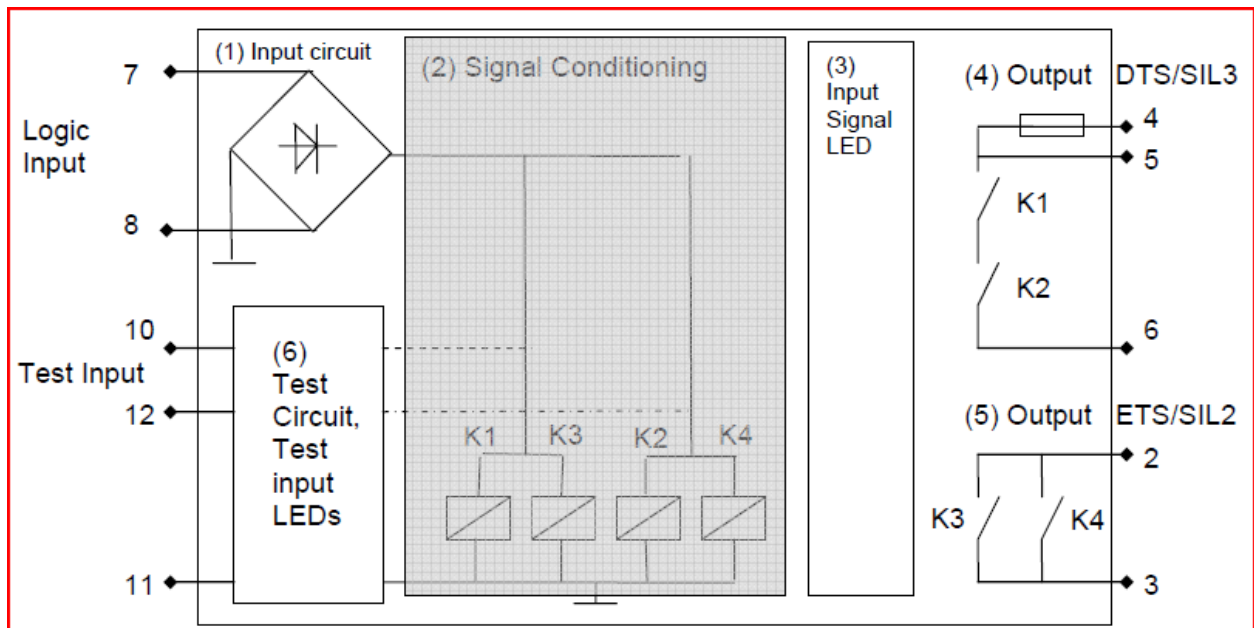 (1) Input circuit
(2) Signal Conditioning
(3)
Input
Signal
LED
(4) Output DTS/SIL3
7
Logic
Input
8
4
5
K1
K2
6
10
Test Input
12
11
(6)
Test
Circuit,
Test
input
LEDs
K1 K3 K2 K4
(5) Output ETS/SIL2
2
K3 K4
3